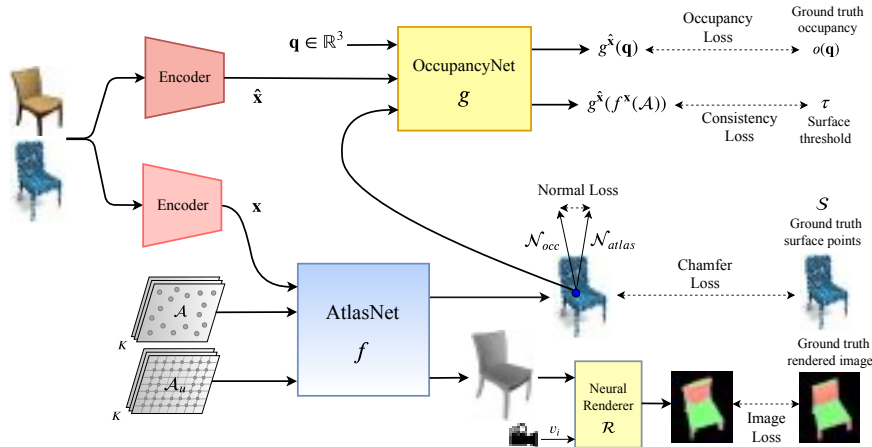 Encoder
x̂
q ∈ ℝ³
OccupancyNet
g
g^x̂(q)
Occupancy
Loss
Ground truth
occupancy
o(q)
g^x̂(f^x(𝒜))
Consistency
Loss
τ
Surface
threshold
Encoder
x
Normal Loss
𝒩_occ
𝒩_atlas
𝒮
Ground truth
surface points
Chamfer
Loss
AtlasNet
f
𝒜
K
𝒜_u
K
Neural
Renderer
ℛ
v_i
Ground truth
rendered image
Image
Loss